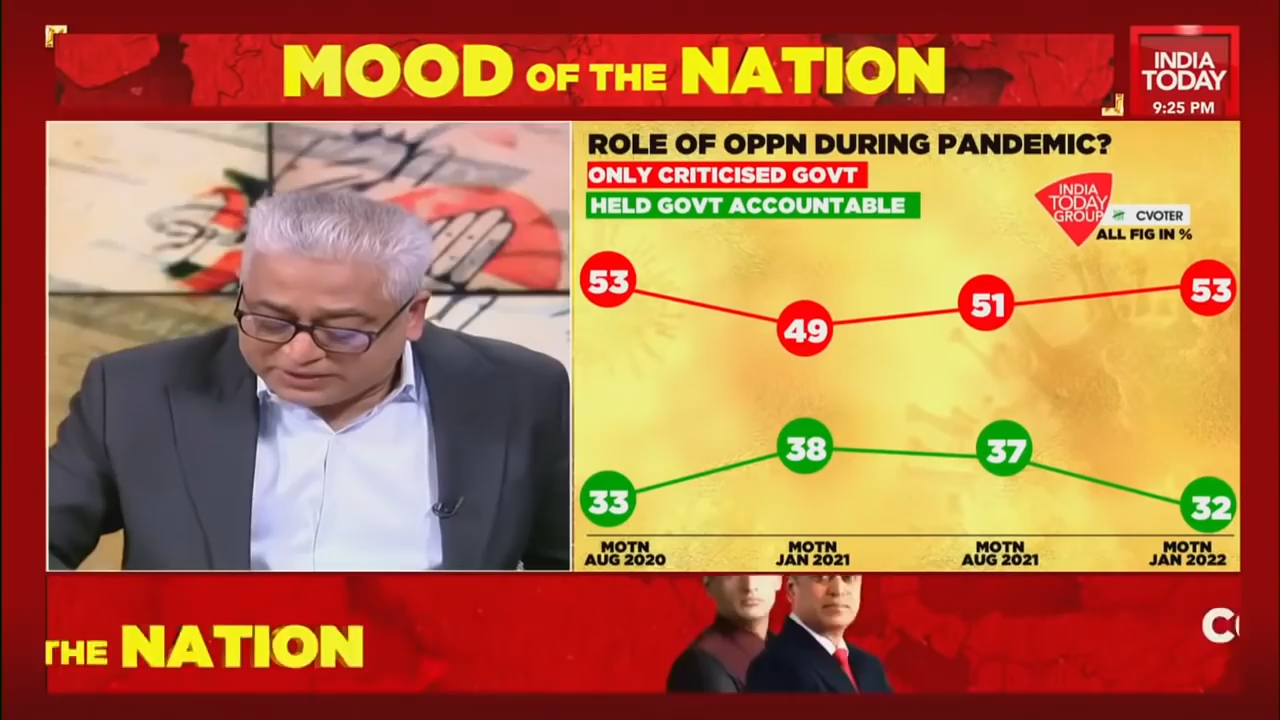 MOOD OF THE NATION
INDIA
TODAY
9:25 PM
ROLE OF OPPN DURING PANDEMIC?
ONLY CRITICISED GOVT
HELD GOVT ACCOUNTABLE
INDIA
TODAY
GROUP
CVOTER
ALL FIG IN %
53
49
51
53
33
38
37
32
MOTN
AUG 2020
MOTN
JAN 2021
MOTN
AUG 2021
MOTN
JAN 2022
THE NATION